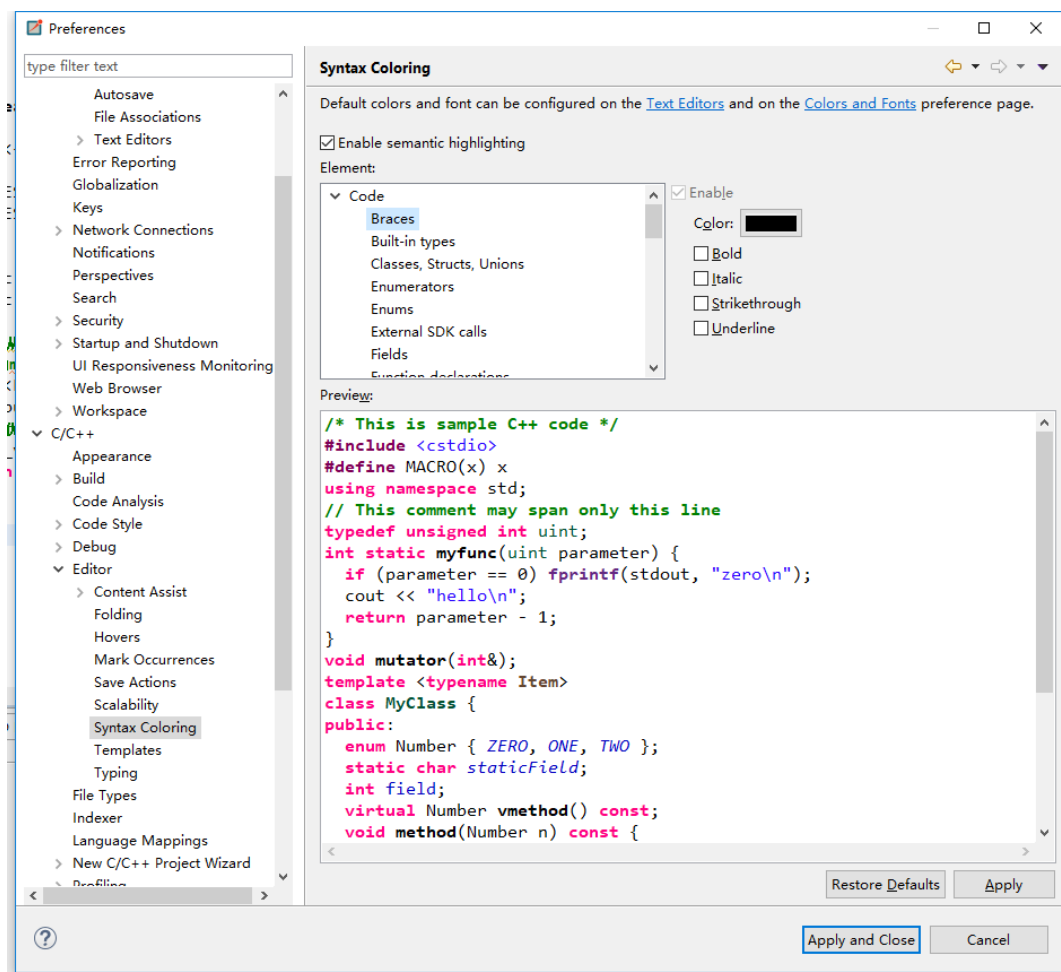 Preferences
type filter text
Autosave
File Associations
Text Editors
Error Reporting
Globalization
Keys
Network Connections
Notifications
Perspectives
Search
Security
Startup and Shutdown
UI Responsiveness Monitoring
Web Browser
Workspace
C/C++
Appearance
Build
Code Analysis
Code Style
Debug
Editor
Content Assist
Folding
Hovers
Mark Occurrences
Save Actions
Scalability
Syntax Coloring
Templates
Typing
File Types
Indexer
Language Mappings
New C/C++ Project Wizard
Profiling
Syntax Coloring
Default colors and font can be configured on the Text Editors and on the Colors and Fonts preference page.
Enable semantic highlighting
Element:
Code
Braces
Built-in types
Classes, Structs, Unions
Enumerators
Enums
External SDK calls
Fields
Function declarations
Enable
Color:
Bold
Italic
Strikethrough
Underline
Preview:
/* This is sample C++ code */
#include <cstdio>
#define MACRO(x) x
using namespace std;
// This comment may span only this line
typedef unsigned int uint;
int static myfunc(uint parameter) {
if (parameter == 0) fprintf(stdout, "zero\n");
cout << "hello\n";
return parameter - 1;
}
void mutator(int&);
template <typename Item>
class MyClass {
public:
enum Number { ZERO, ONE, TWO };
static char staticField;
int field;
virtual Number vmethod() const;
void method(Number n) const {
Restore Defaults
Apply
Apply and Close
Cancel